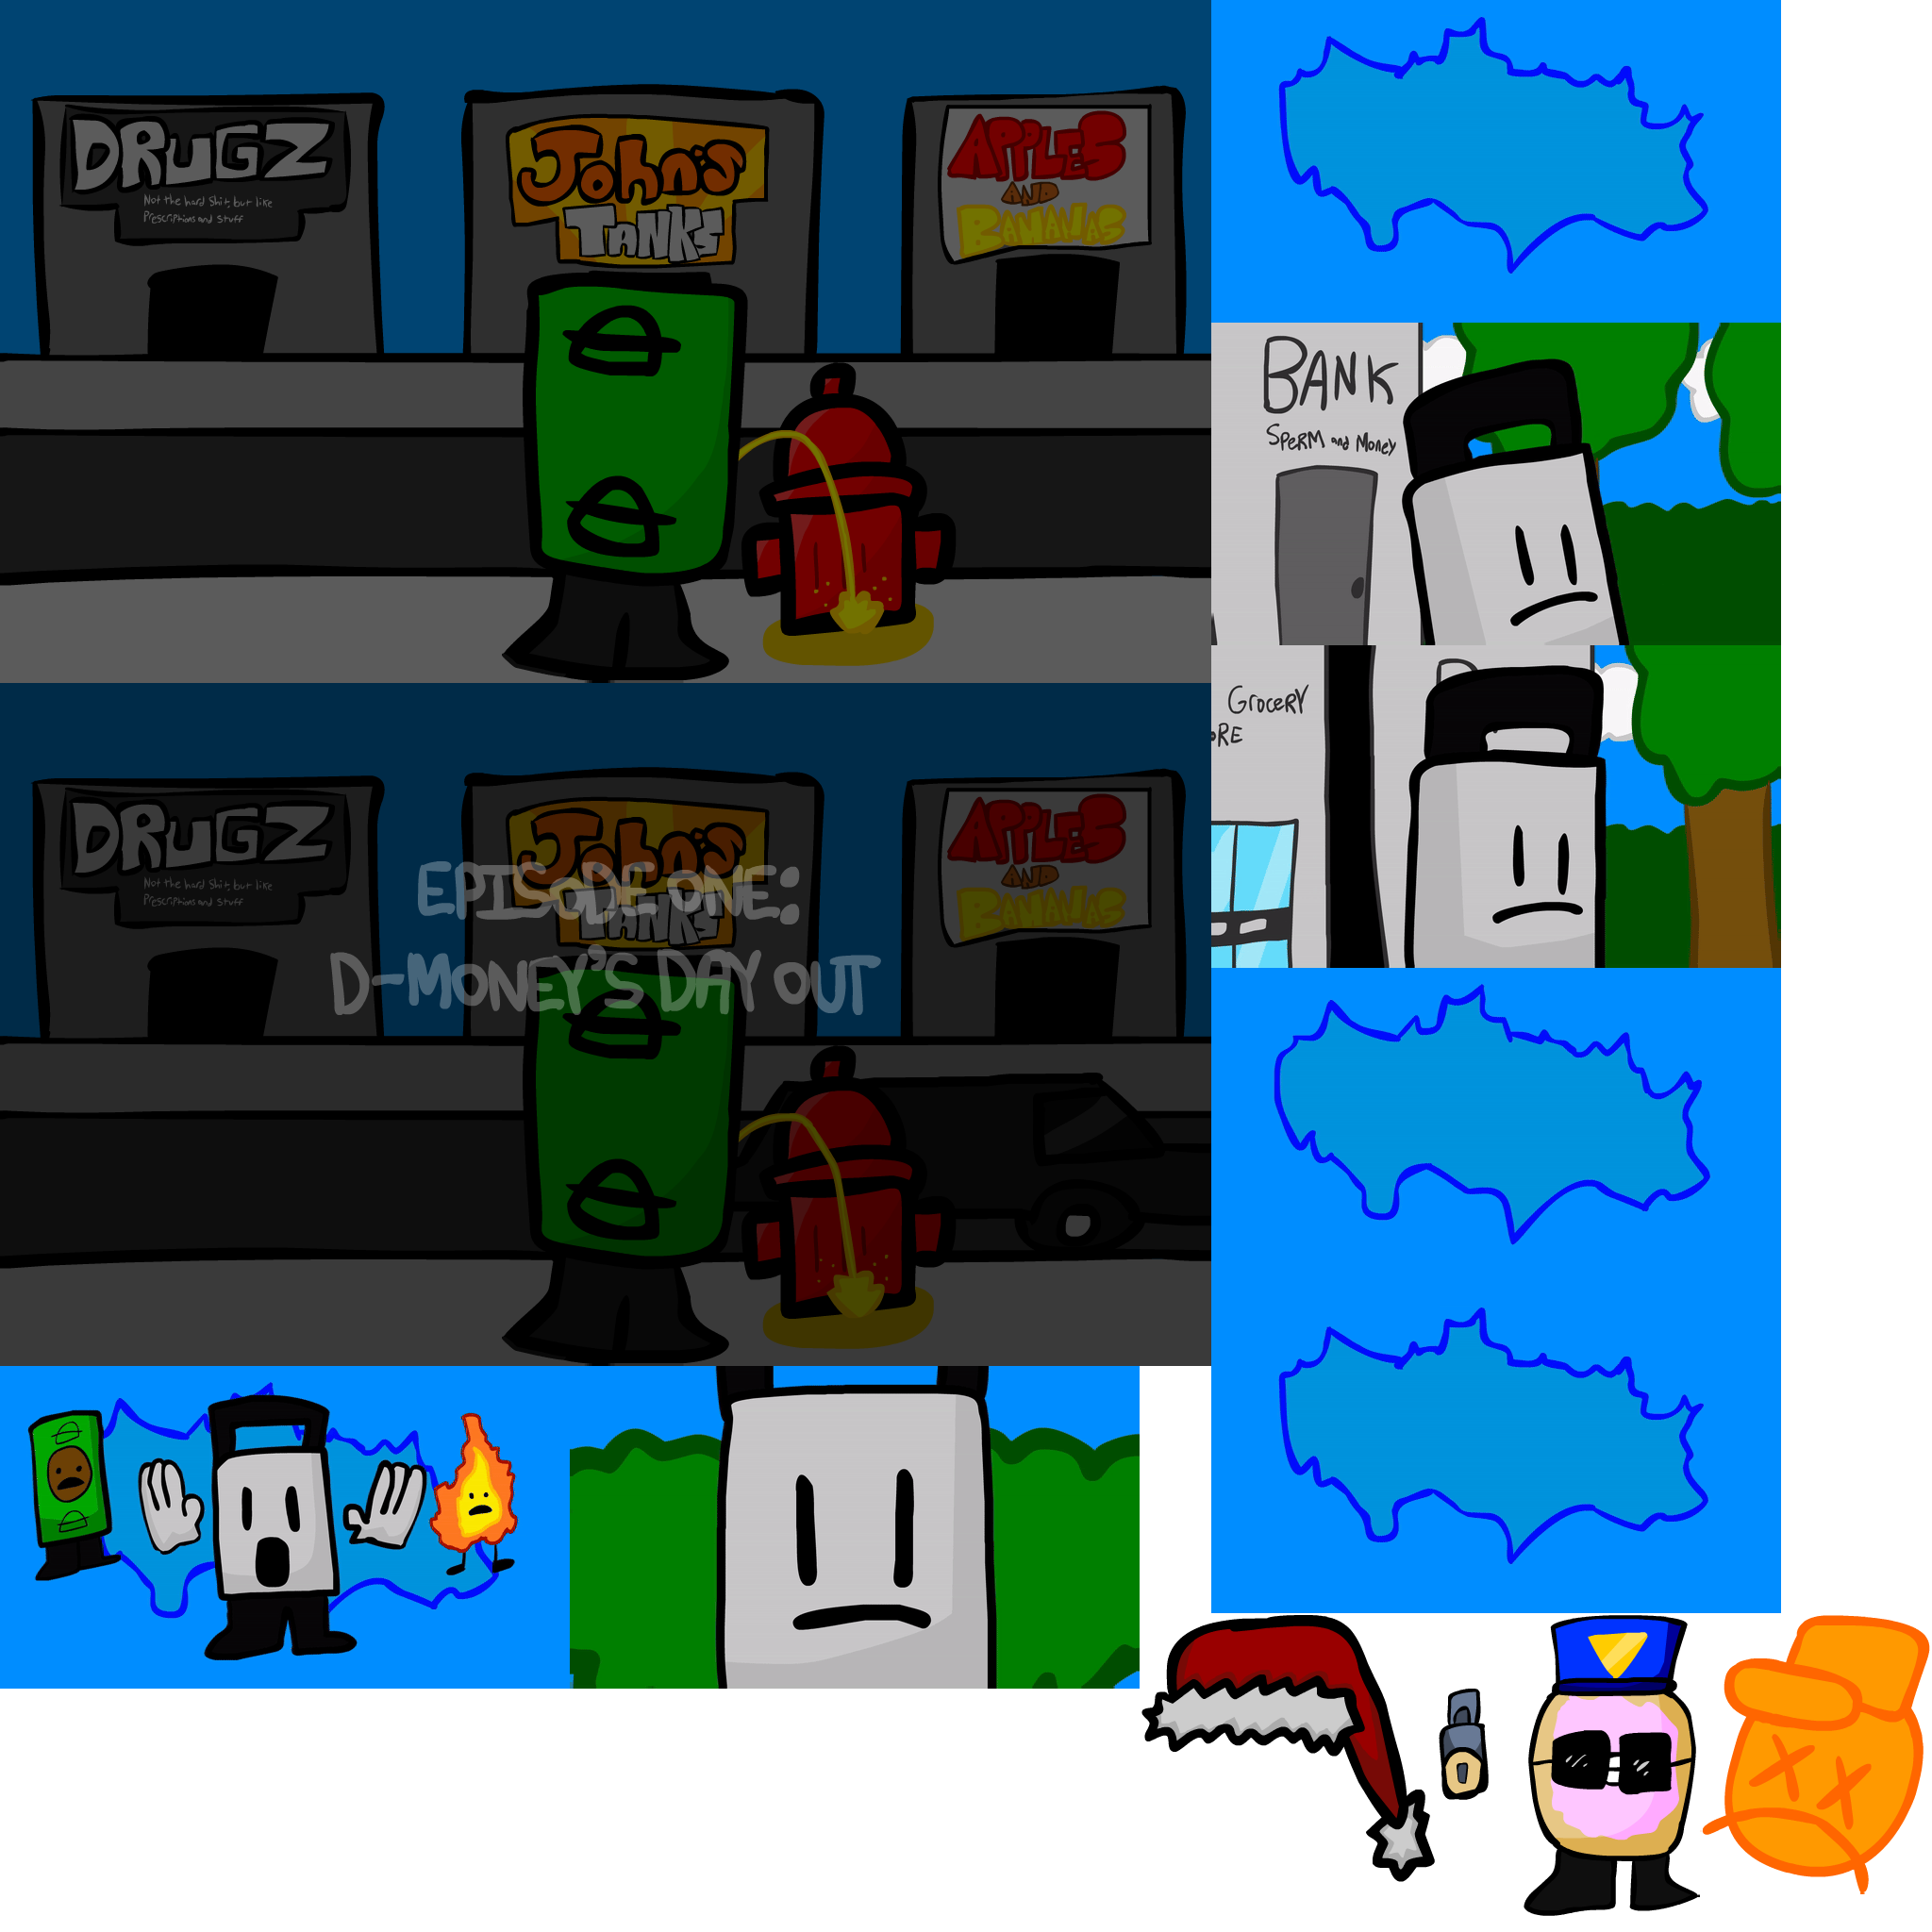 DRUGZ
Not the hard Shit, but like
Prescriptions and Stuff
John's
TANKS
APPLES
AND
BANANAS
BANK
SPERM and Money
GROCERY
ORE
DRUGZ
Not the hard Shit, but like
Prescriptions and Stuff
John's
TANKS
APPLES
AND
BANANAS
EPISODE ONE:
D-MONEY'S DAY OUT